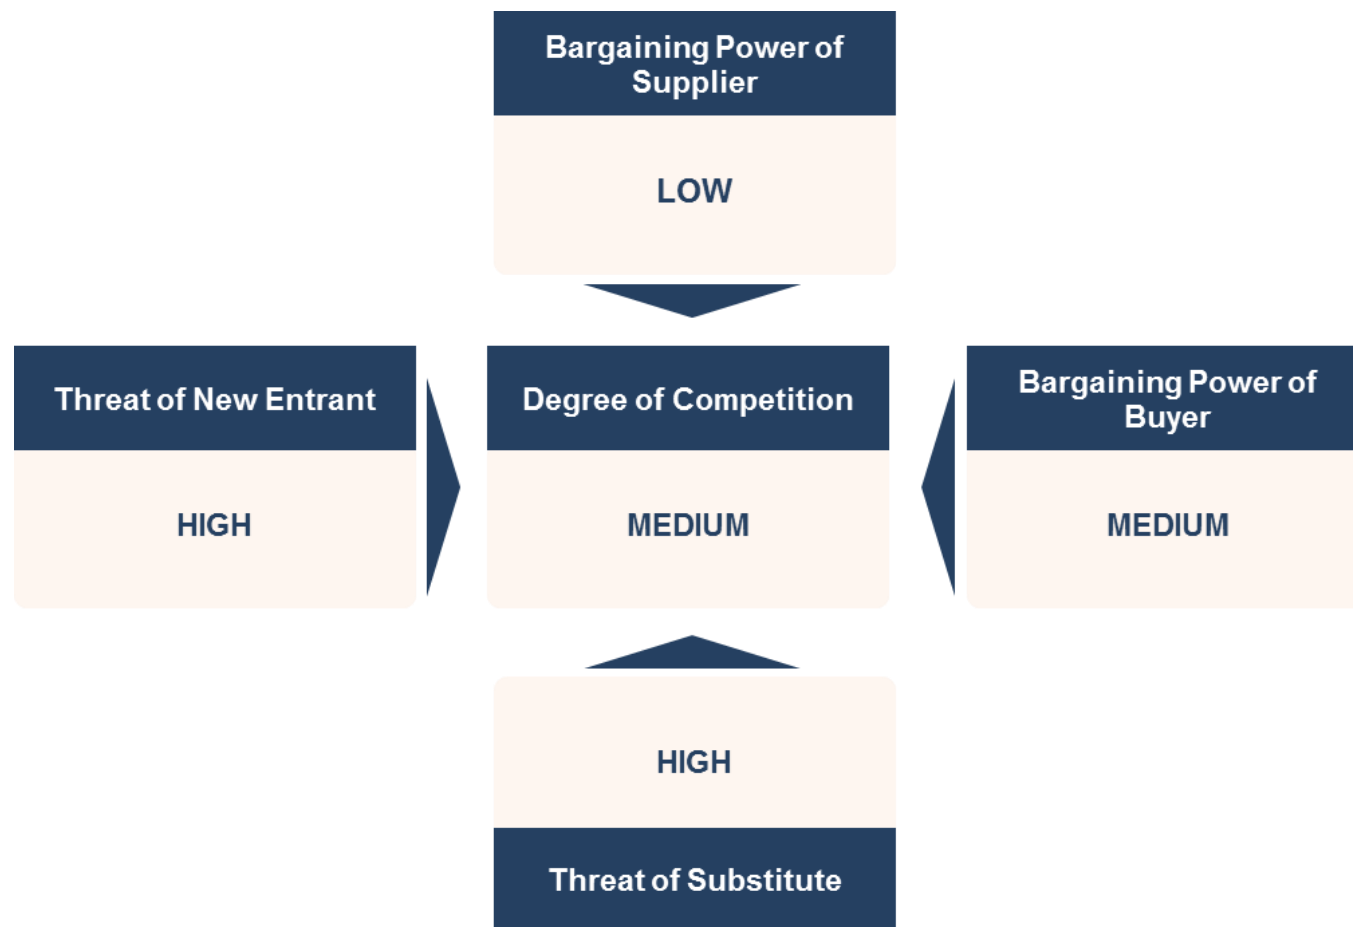 Bargaining Power of
Supplier
LOW
Threat of New Entrant
HIGH
Degree of Competition
MEDIUM
Bargaining Power of
Buyer
MEDIUM
HIGH
Threat of Substitute